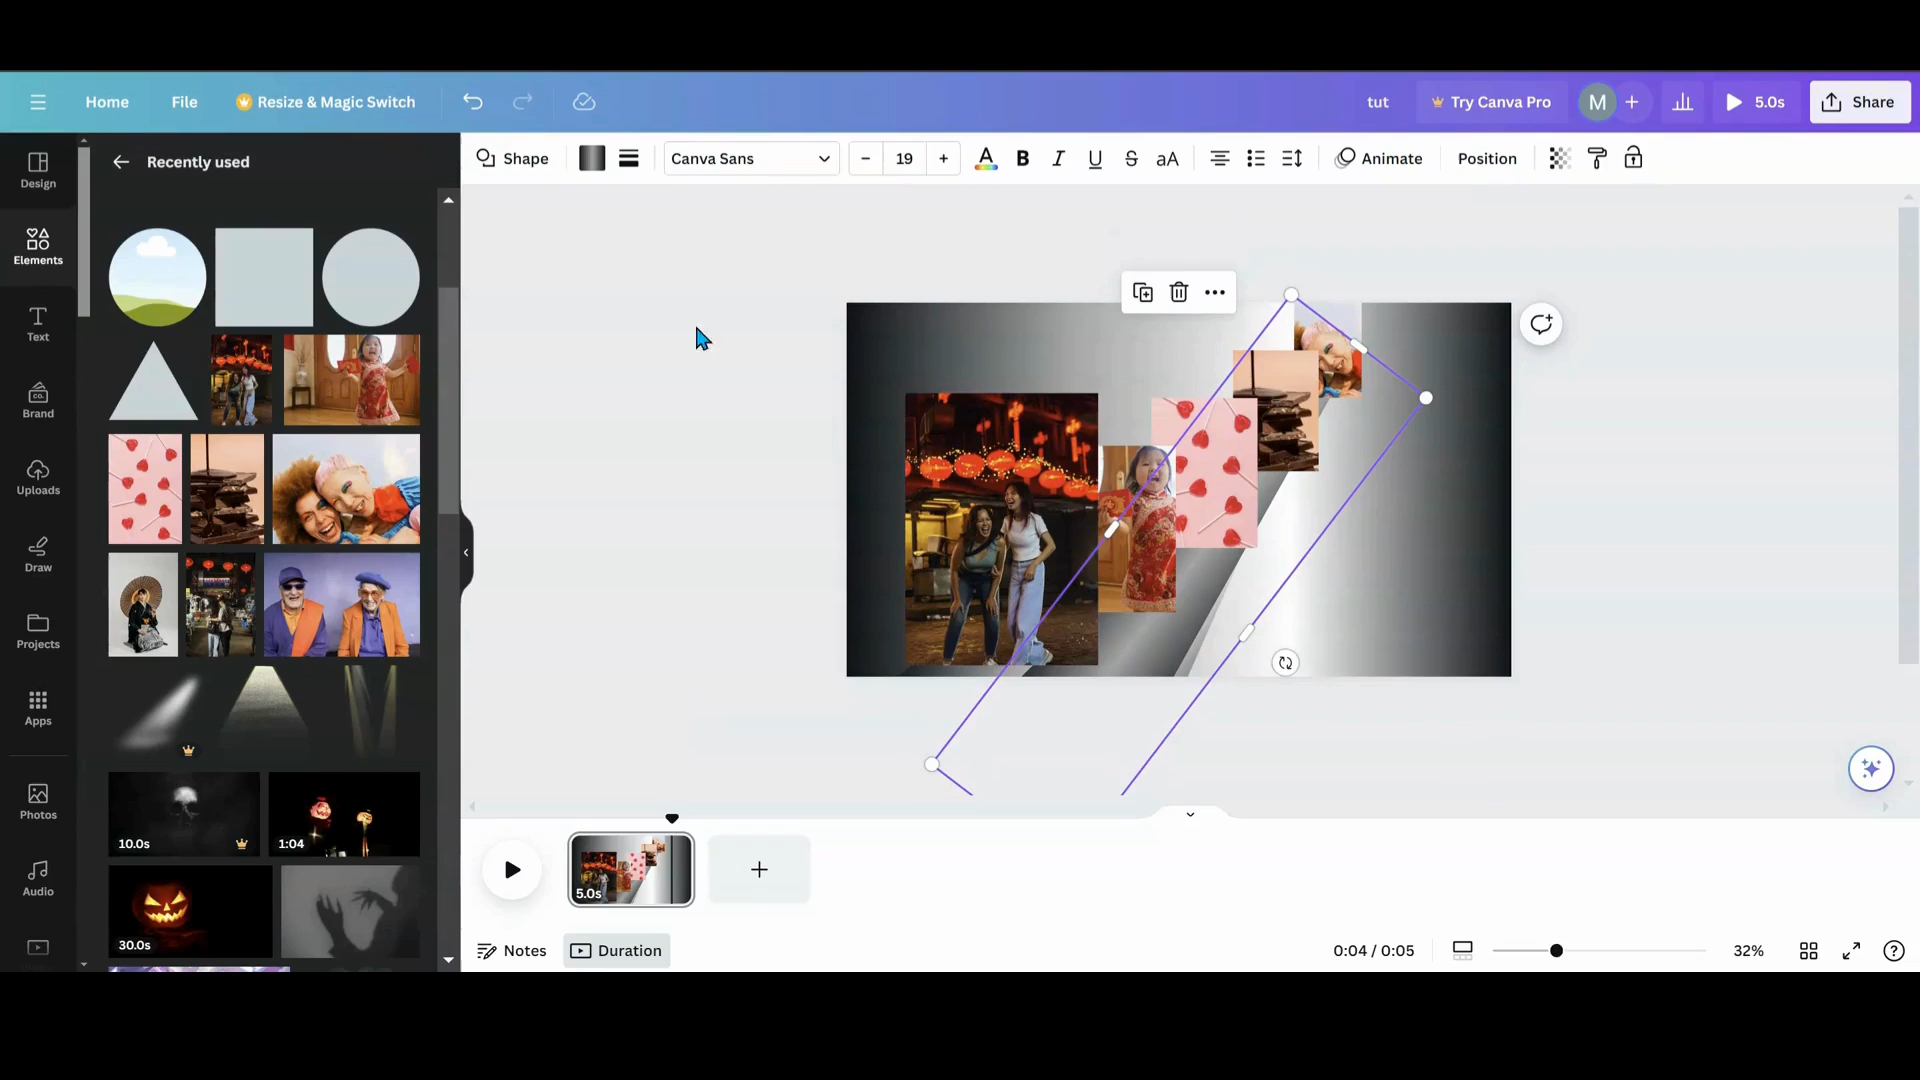 Home File Resize & Magic Switch tut Try Canva Pro M + 5.0s Share
Recently used
Shape Canva Sans - 19 + A B I U S aA Animate Position
Design
Elements
Text
Brand
Uploads
Draw
Projects
Apps
Photos
Audio
10.0s 1:04
30.0s
5.0s
Notes Duration 0:04 / 0:05 32%